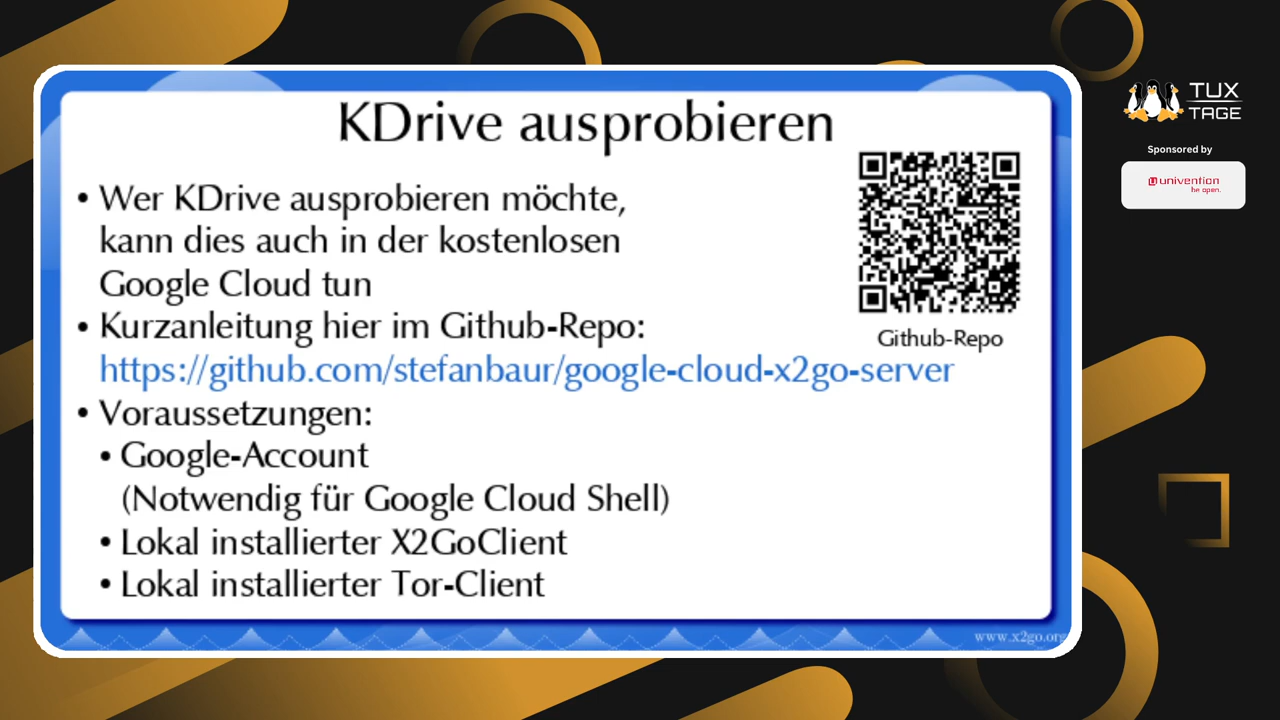 KDrive ausprobieren
• Wer KDrive ausprobieren möchte,
kann dies auch in der kostenlosen
Google Cloud tun
• Kurzanleitung hier im Github-Repo:
https://github.com/stefanbaur/google-cloud-x2go-server
• Voraussetzungen:
• Google-Account
(Notwendig für Google Cloud Shell)
• Lokal installierter X2GoClient
• Lokal installierter Tor-Client
Github-Repo
www.x2go.org
TUX
TAGE
Sponsored by
univention
be open.